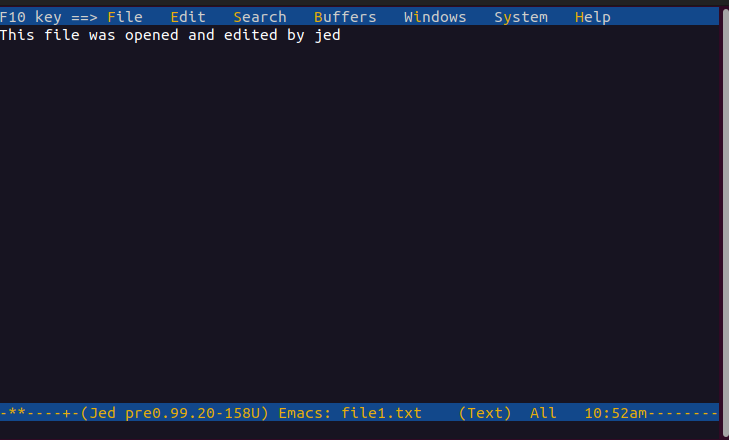 F10 key ==> File Edit Search Buffers Windows System Help
This file was opened and edited by jed
-**----+-(Jed pre0.99.20-158U) Emacs: file1.txt (Text) All 10:52am--------